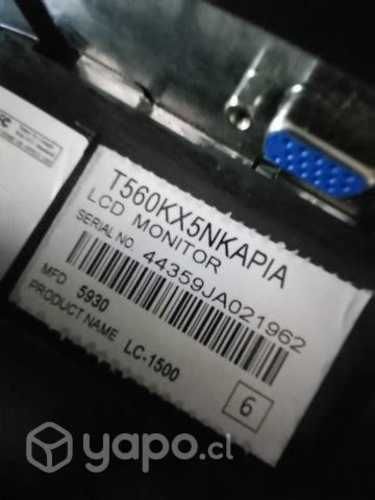 T560KX5NKAPIA
LCD MONITOR
SERIAL NO. 44359JA021962
MFD 5930
PRODUCT NAME LC-1500
6
yapo.cl